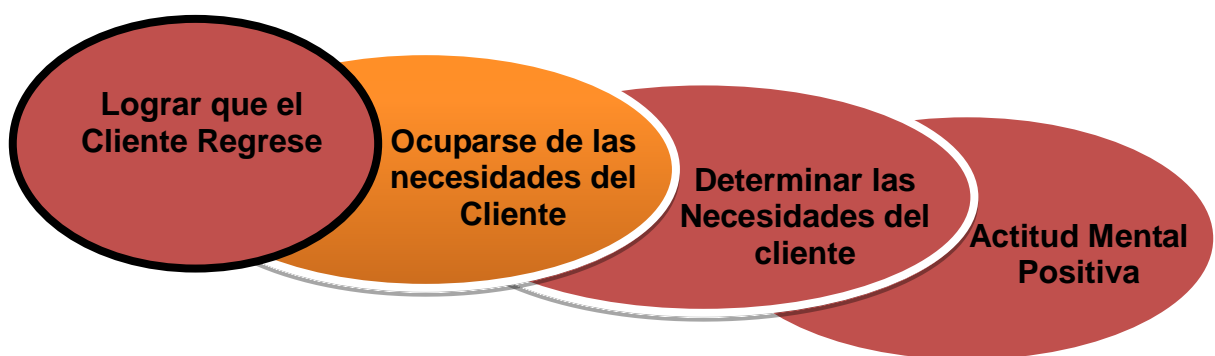 Lograr que el
Cliente Regrese
Ocuparse de las
necesidades del
Cliente
Determinar las
Necesidades del
cliente
Actitud Mental
Positiva